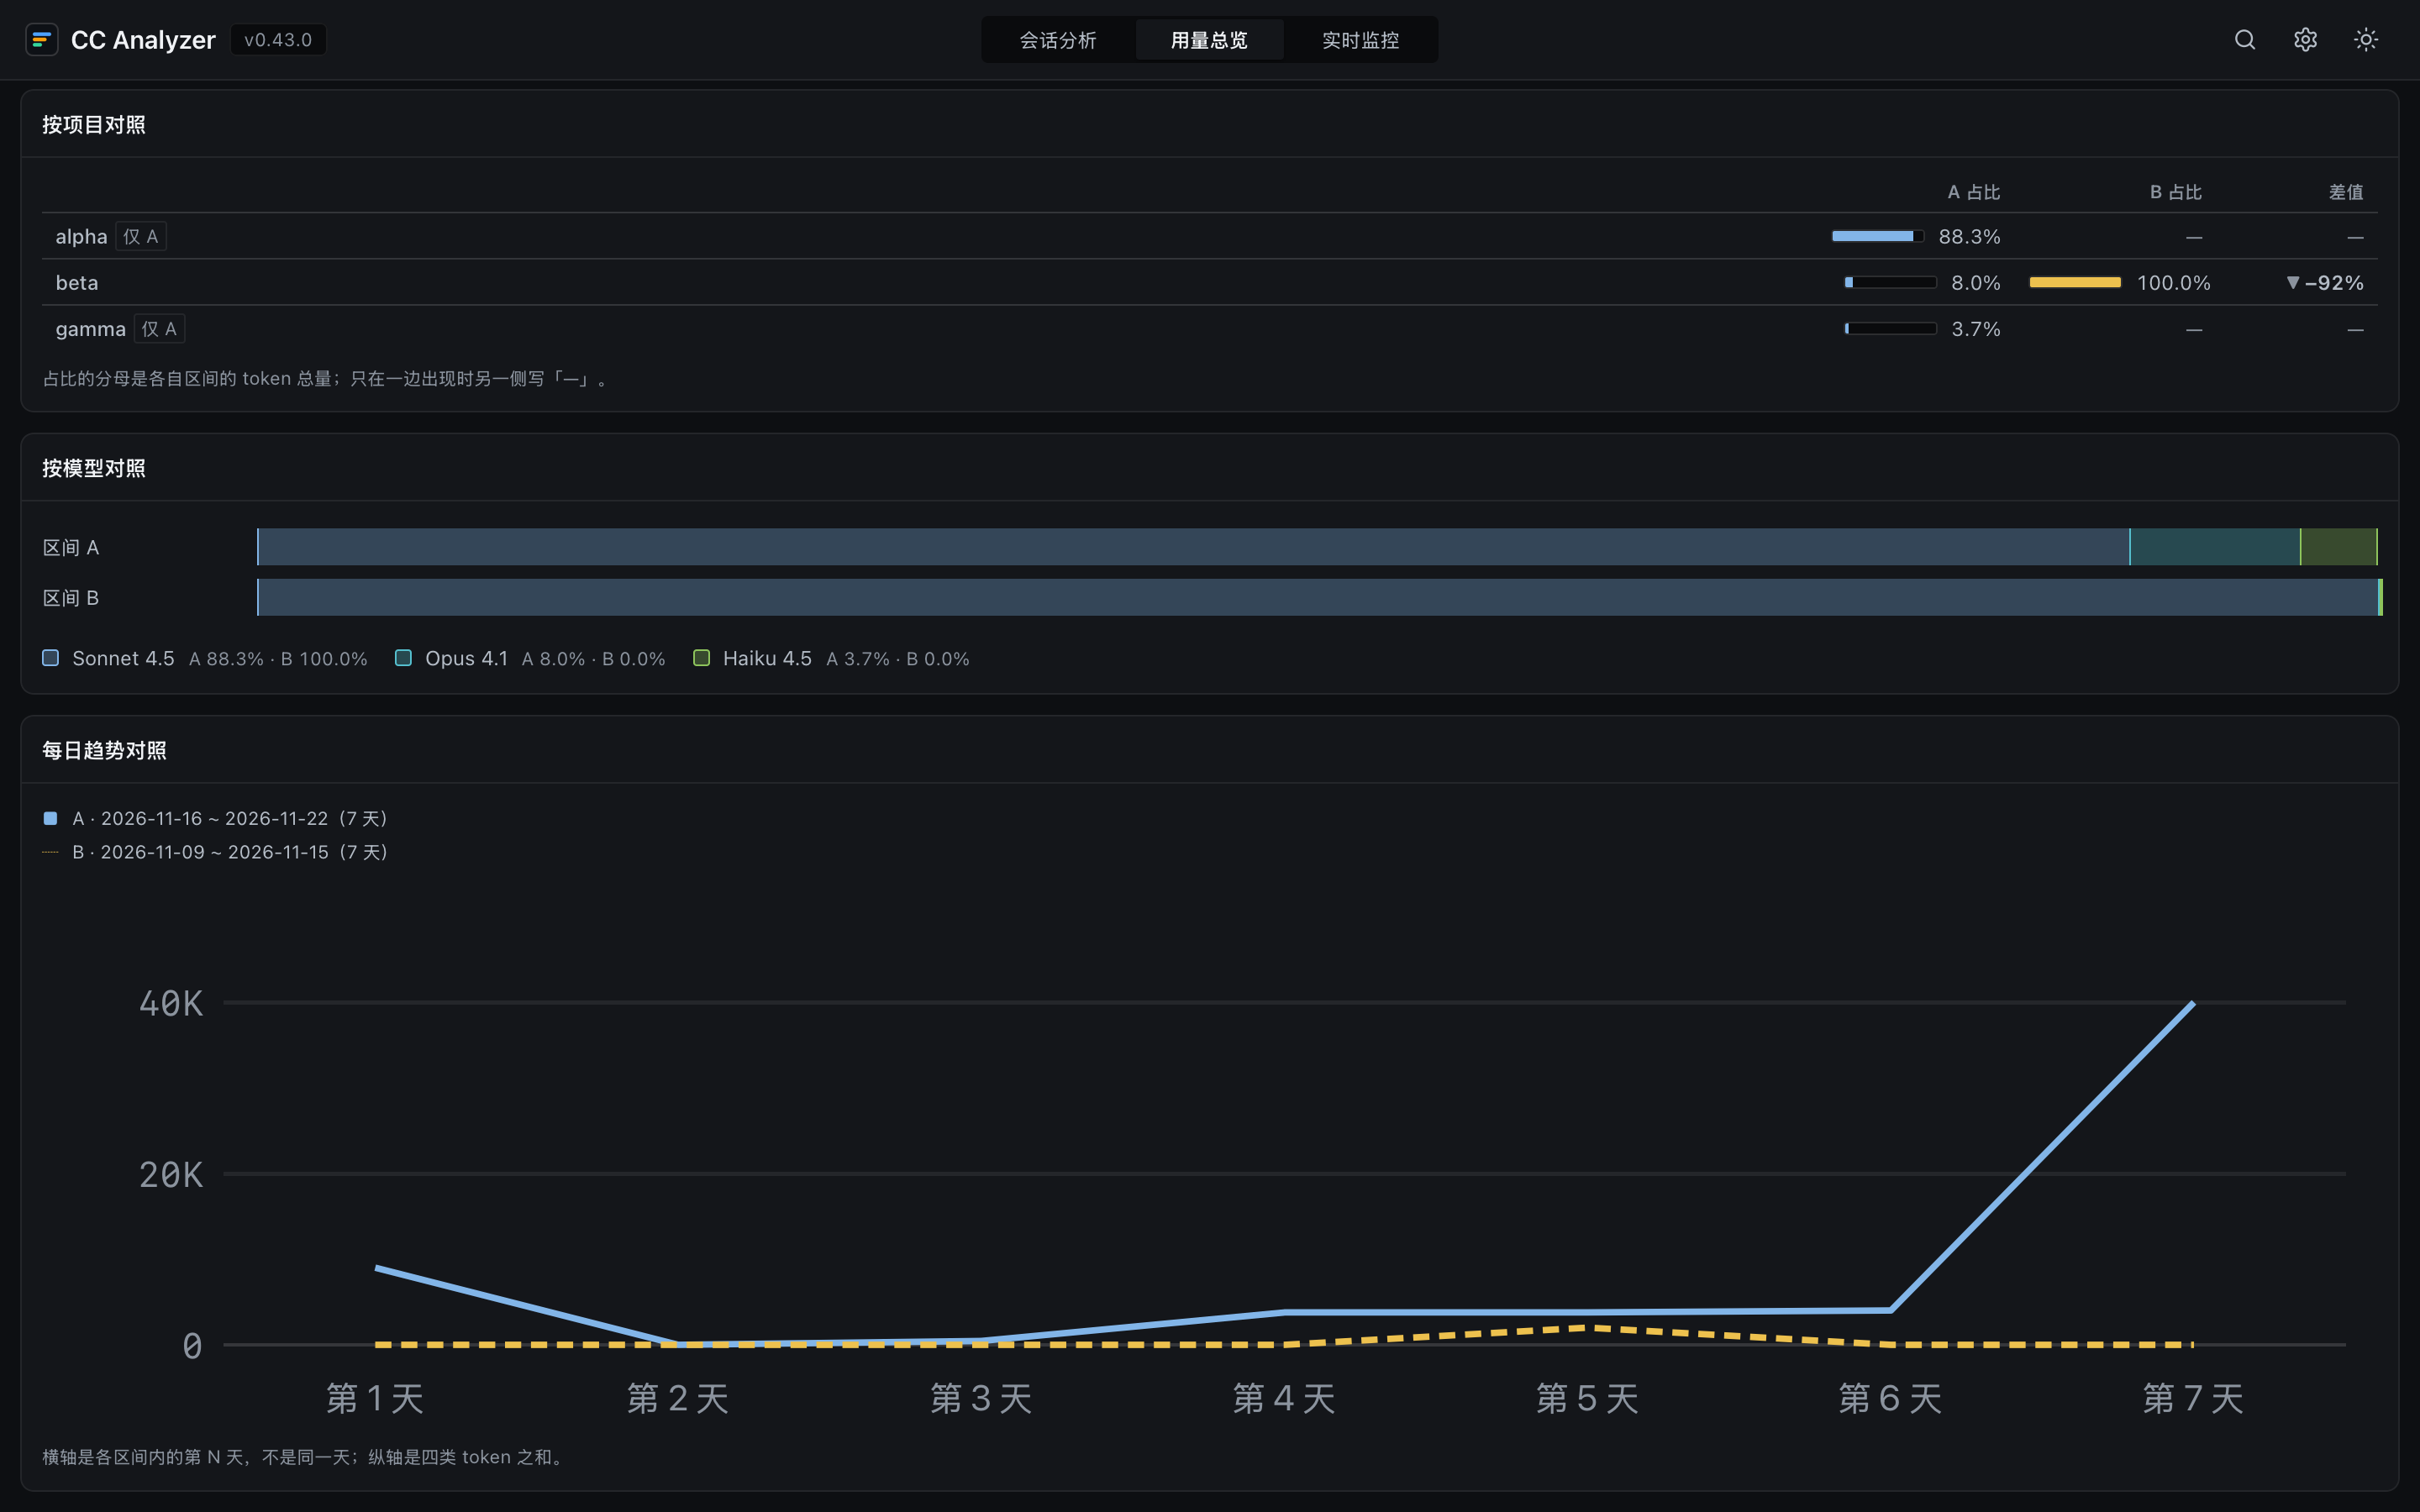 CC Analyzer v0.43.0 会话分析 用量总览 实时监控
按项目对照
A 占比 B 占比 差值
alpha 仅 A 88.3% — —
beta 8.0% 100.0% ▼−92%
gamma 仅 A 3.7% — —
占比的分母是各自区间的 token 总量；只在一边出现时另一侧写「—」。
按模型对照
区间 A
区间 B
Sonnet 4.5 A 88.3% · B 100.0% Opus 4.1 A 8.0% · B 0.0% Haiku 4.5 A 3.7% · B 0.0%
每日趋势对照
A · 2026-11-16 ~ 2026-11-22（7 天）
B · 2026-11-09 ~ 2026-11-15（7 天）
40K
20K
0
第 1 天 第 2 天 第 3 天 第 4 天 第 5 天 第 6 天 第 7 天
横轴是各区间内的第 N 天，不是同一天；纵轴是四类 token 之和。